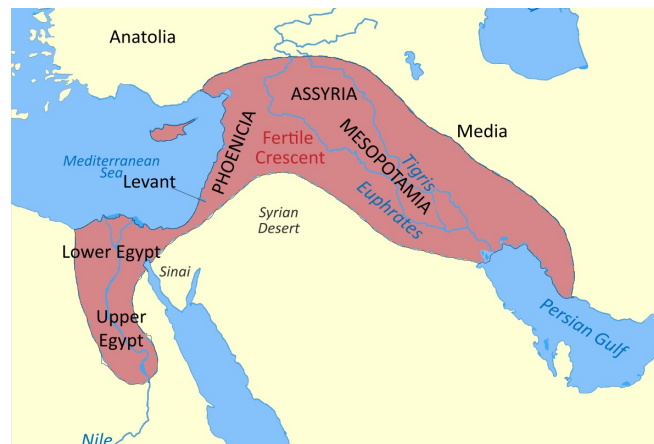 Anatolia
ASSYRIA
PHOENICIA
MESOPOTAMIA
Media
Fertile
Crescent
Tigris
Mediterranean
Sea
Levant
Euphrates
Syrian
Desert
Lower Egypt
Sinai
Upper
Egypt
Persian Gulf
Nile